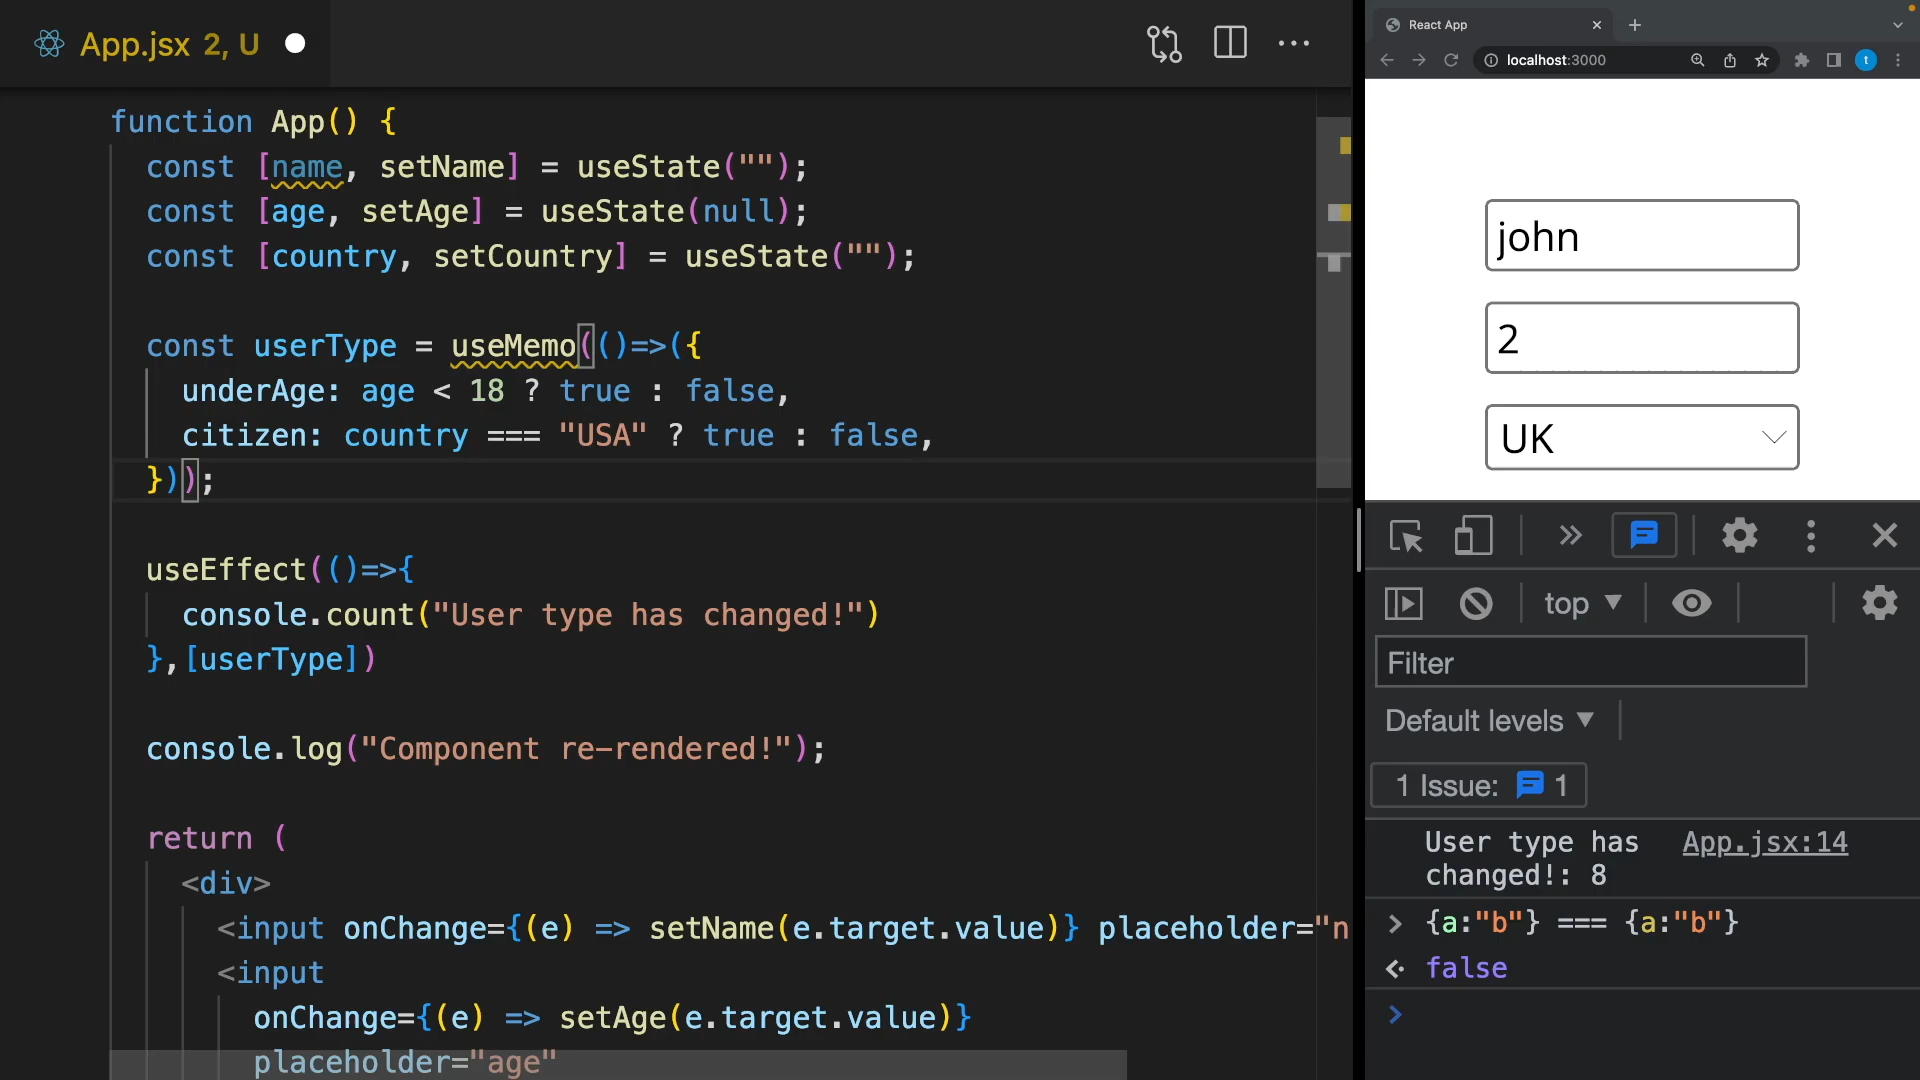 App.jsx 2, U
function App() {
const [name, setName] = useState("");
const [age, setAge] = useState(null);
const [country, setCountry] = useState("");
const userType = useMemo(()=>({
underAge: age < 18 ? true : false,
citizen: country === "USA" ? true : false,
}));
useEffect(()=>{
console.count("User type has changed!")
},[userType])
console.log("Component re-rendered!");
return (
<div>
<input onChange={(e) => setName(e.target.value)} placeholder="n
<input
onChange={(e) => setAge(e.target.value)}
placeholder="age"
React App
localhost:3000
t
john
2
UK
top
Filter
Default levels
1 Issue: 1
User type has App.jsx:14
changed!: 8
{a:"b"} === {a:"b"}
false